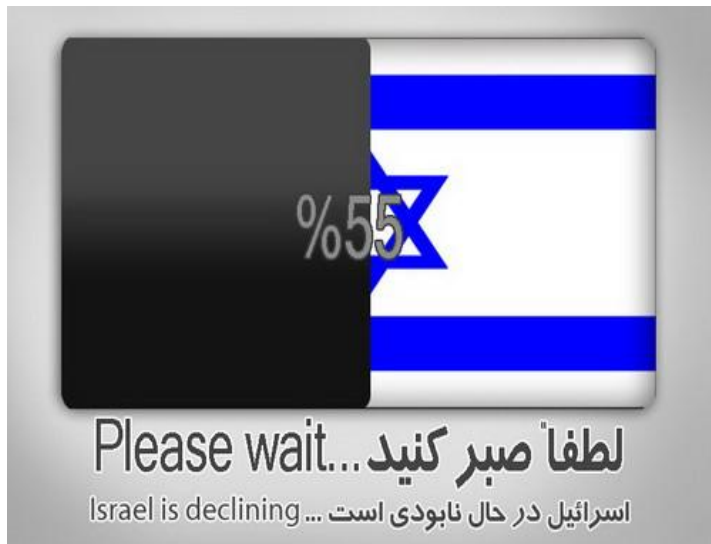 %55
Please wait... لطفاً صبر کنید
Israel is declining ... اسرائیل در حال نابودی است